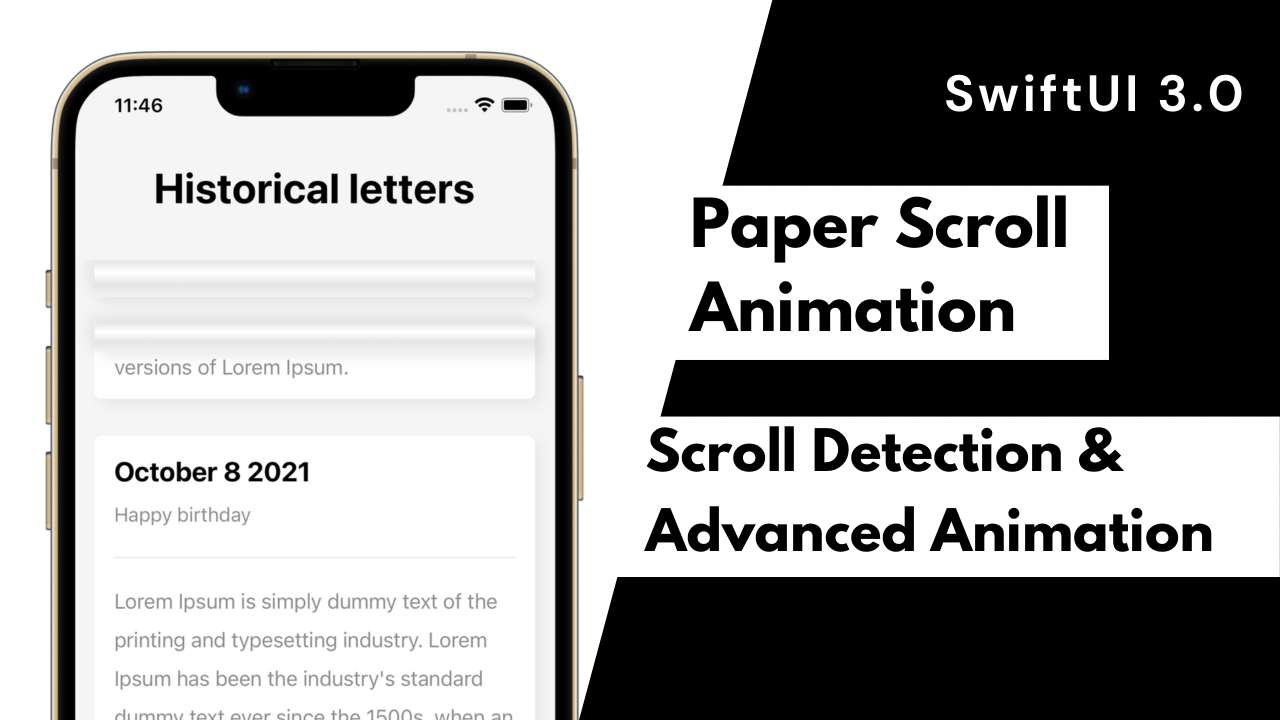 11:46
Historical letters
versions of Lorem Ipsum.
October 8 2021
Happy birthday
Lorem Ipsum is simply dummy text of the
printing and typesetting industry. Lorem
Ipsum has been the industry's standard
dummy text ever since the 1500s, when an
SwiftUI 3.0
Paper Scroll
Animation
Scroll Detection &
Advanced Animation